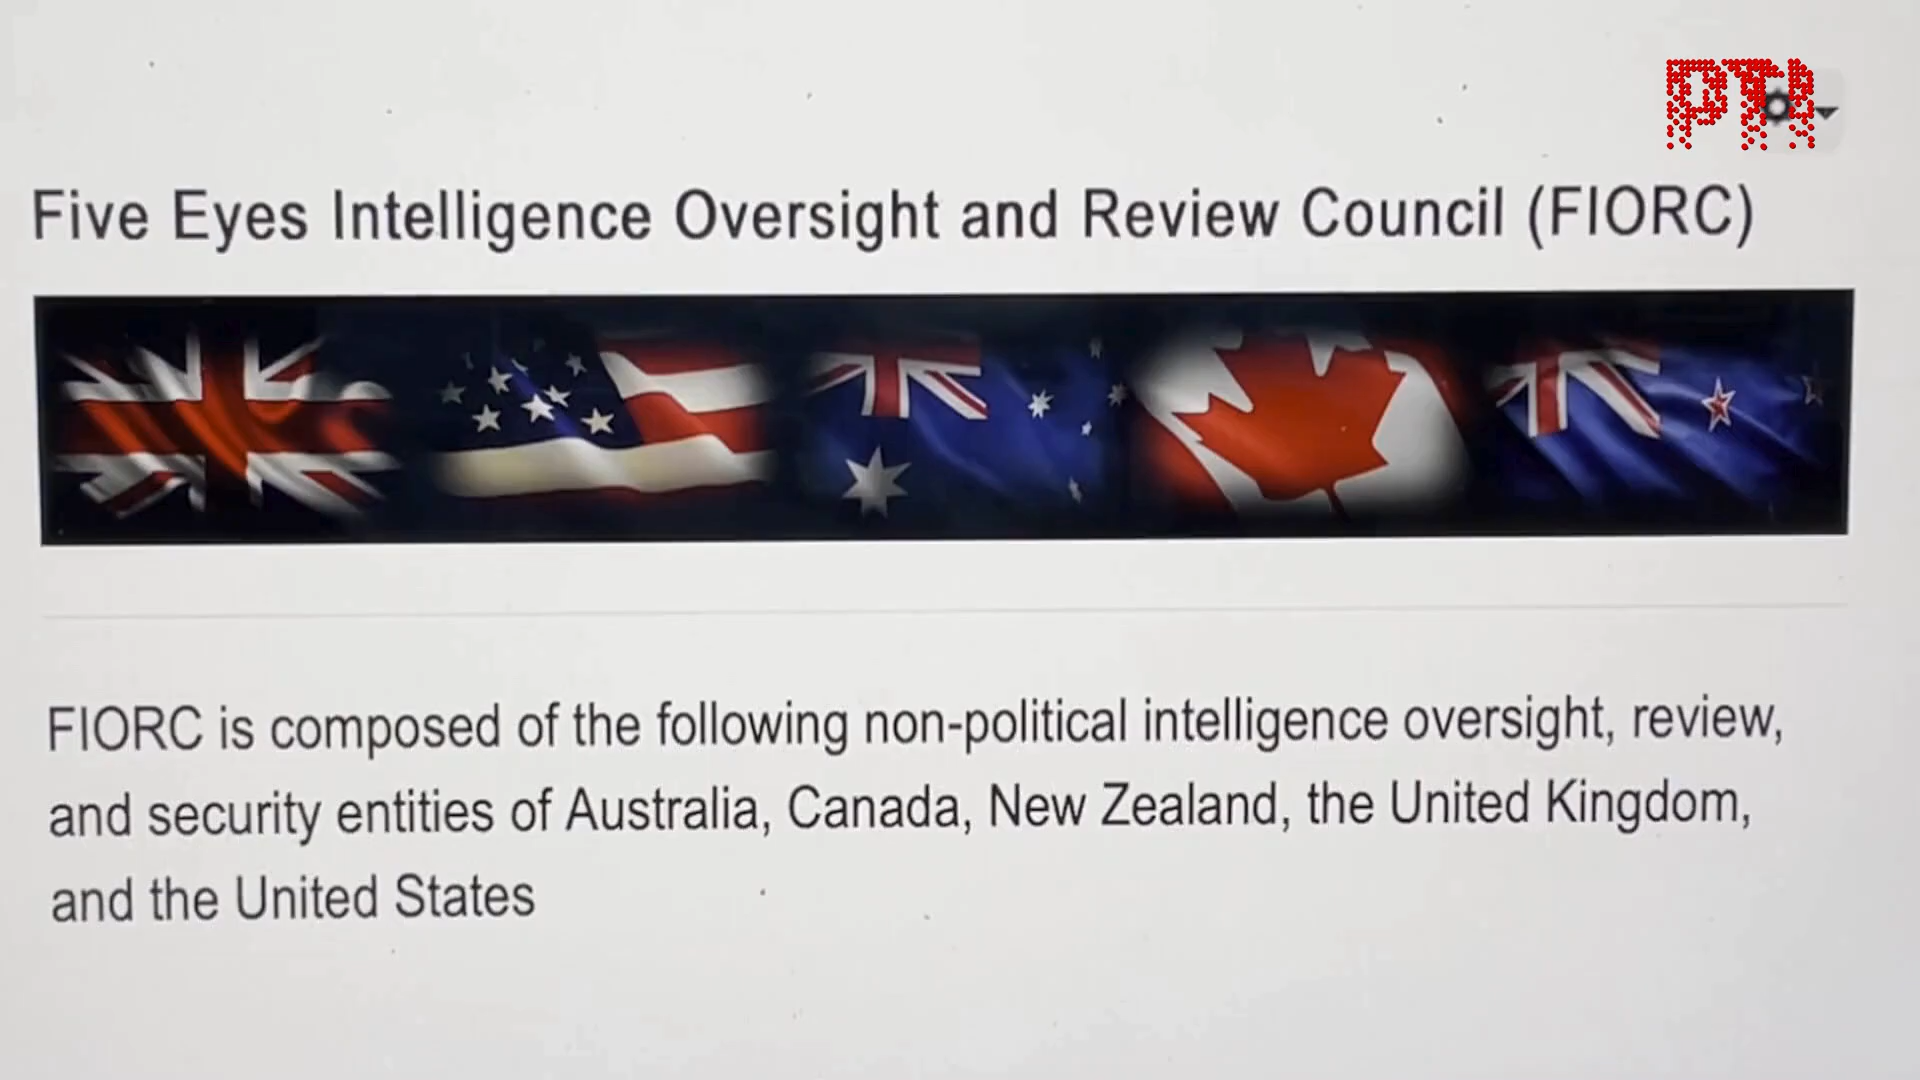 PTI
Five Eyes Intelligence Oversight and Review Council (FIORC)
FIORC is composed of the following non-political intelligence oversight, review,
and security entities of Australia, Canada, New Zealand, the United Kingdom,
and the United States